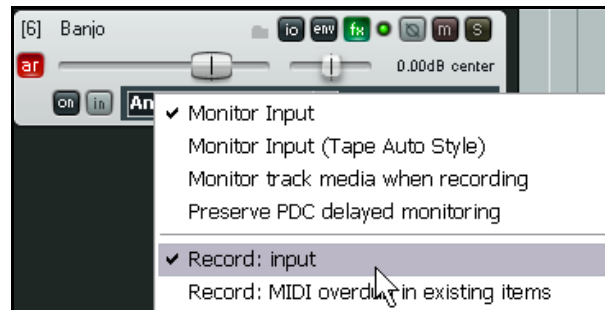 [6] Banjo io env fx m S
ar 0.00dB center
on in An
Monitor Input
Monitor Input (Tape Auto Style)
Monitor track media when recording
Preserve PDC delayed monitoring
Record: input
Record: MIDI overdub in existing items